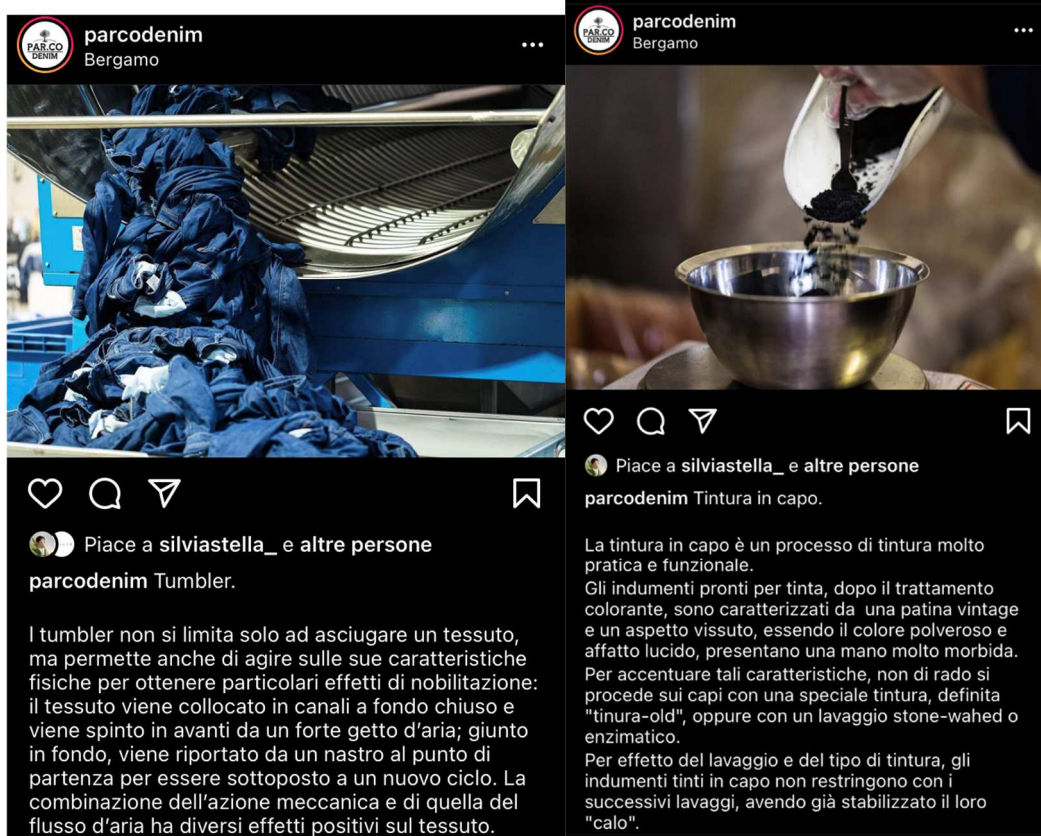 PAR.CO
DENIM
parcodenim
Bergamo
Piace a silviastella_ e altre persone
parcodenim Tumbler.
I tumbler non si limita solo ad asciugare un tessuto,
ma permette anche di agire sulle sue caratteristiche
fisiche per ottenere particolari effetti di nobilitazione:
il tessuto viene collocato in canali a fondo chiuso e
viene spinto in avanti da un forte getto d’aria; giunto
in fondo, viene riportato da un nastro al punto di
partenza per essere sottoposto a un nuovo ciclo. La
combinazione dell’azione meccanica e di quella del
flusso d’aria ha diversi effetti positivi sul tessuto.
PAR.CO
DENIM
parcodenim
Bergamo
Piace a silviastella_ e altre persone
parcodenim Tintura in capo.
La tintura in capo è un processo di tintura molto
pratica e funzionale.
Gli indumenti pronti per tinta, dopo il trattamento
colorante, sono caratterizzati da una patina vintage
e un aspetto vissuto, essendo il colore polveroso e
affatto lucido, presentano una mano molto morbida.
Per accentuare tali caratteristiche, non di rado si
procede sui capi con una speciale tintura, definita
"tinura-old", oppure con un lavaggio stone-wahed o
enzimatico.
Per effetto del lavaggio e del tipo di tintura, gli
indumenti tinti in capo non restringono con i
successivi lavaggi, avendo già stabilizzato il loro
"calo".